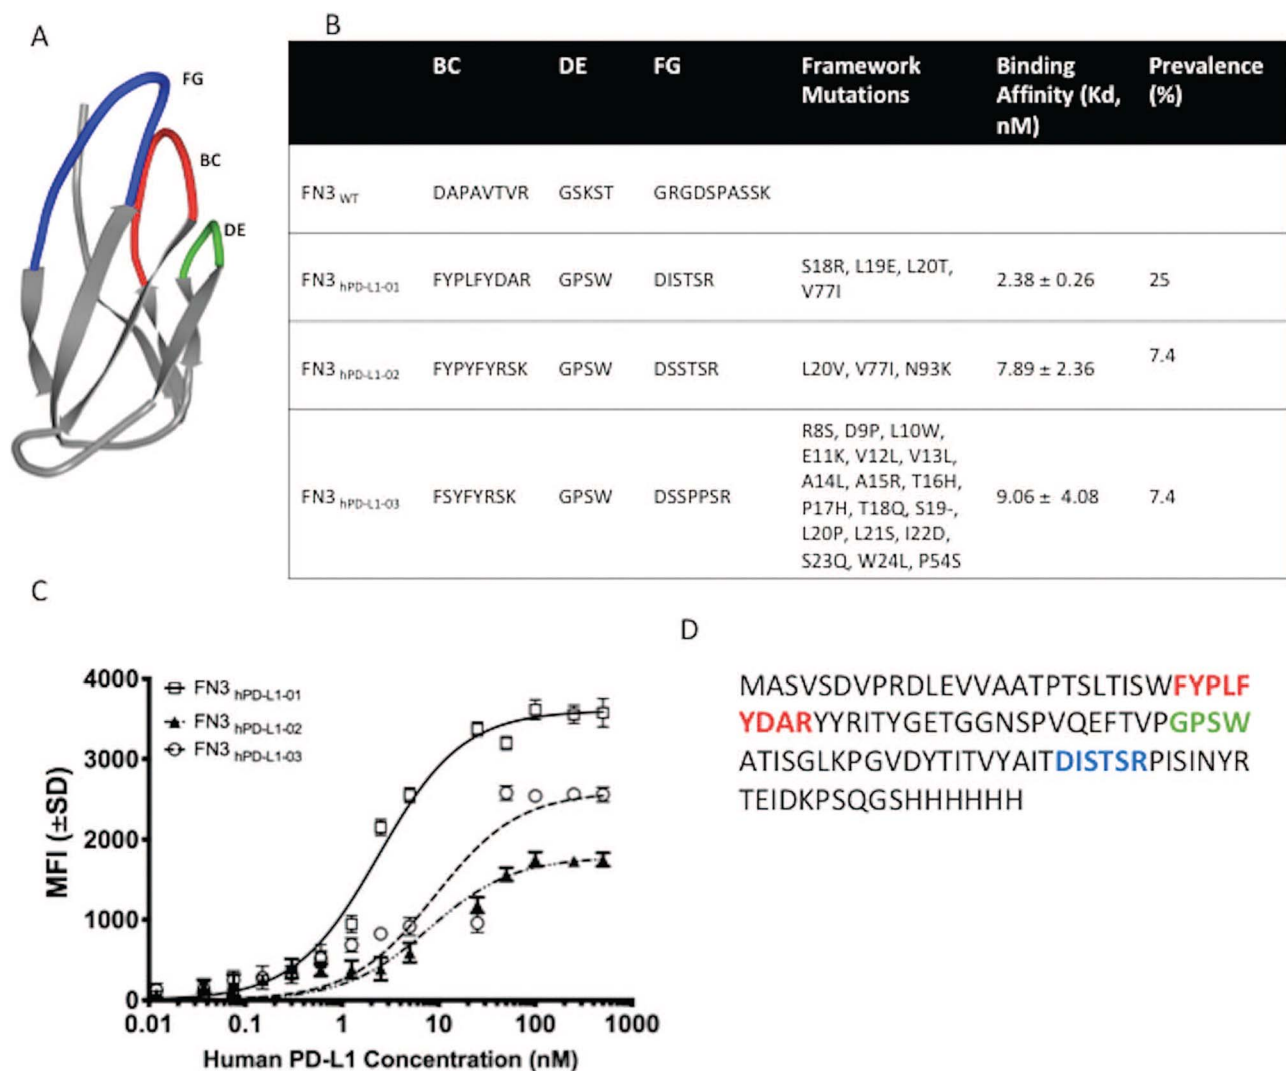 A
FG
BC
DE
B
BC DE FG Framework Binding Prevalence
Mutations Affinity (Kd, (%)
nM)
FN3 WT DAPAVTVR GSKST GRGDSPASSK
FN3 hPD-L1-01 FYPLFYDAR GPSW DISTSR S18R, L19E, L20T, 2.38 ± 0.26 25
V77I
FN3 hPD-L1-02 FYPYFYRSK GPSW DSSTSR L20V, V77I, N93K 7.89 ± 2.36 7.4
FN3 hPD-L1-03 FSYFYRSK GPSW DSSPPSR R8S, D9P, L10W, 9.06 ± 4.08 7.4
E11K, V12L, V13L,
A14L, A15R, T16H,
P17H, T18Q, S19-,
L20P, L21S, I22D,
S23Q, W24L, P54S
C
4000
3000
2000
1000
0
MFI (±SD)
FN3 hPD-L1-01
FN3 hPD-L1-02
FN3 hPD-L1-03
0.01 0.1 1 10 100 1000
Human PD-L1 Concentration (nM)
D
MASVSDVPRDLEVVAATPTSLTISWFYPLF
YDARYYRITYGETGGNSPVQEFTVPGPSW
ATISGLKPGVDYTITVYAITDISTSRPISINYR
TEIDKPSQGSHHHHHH